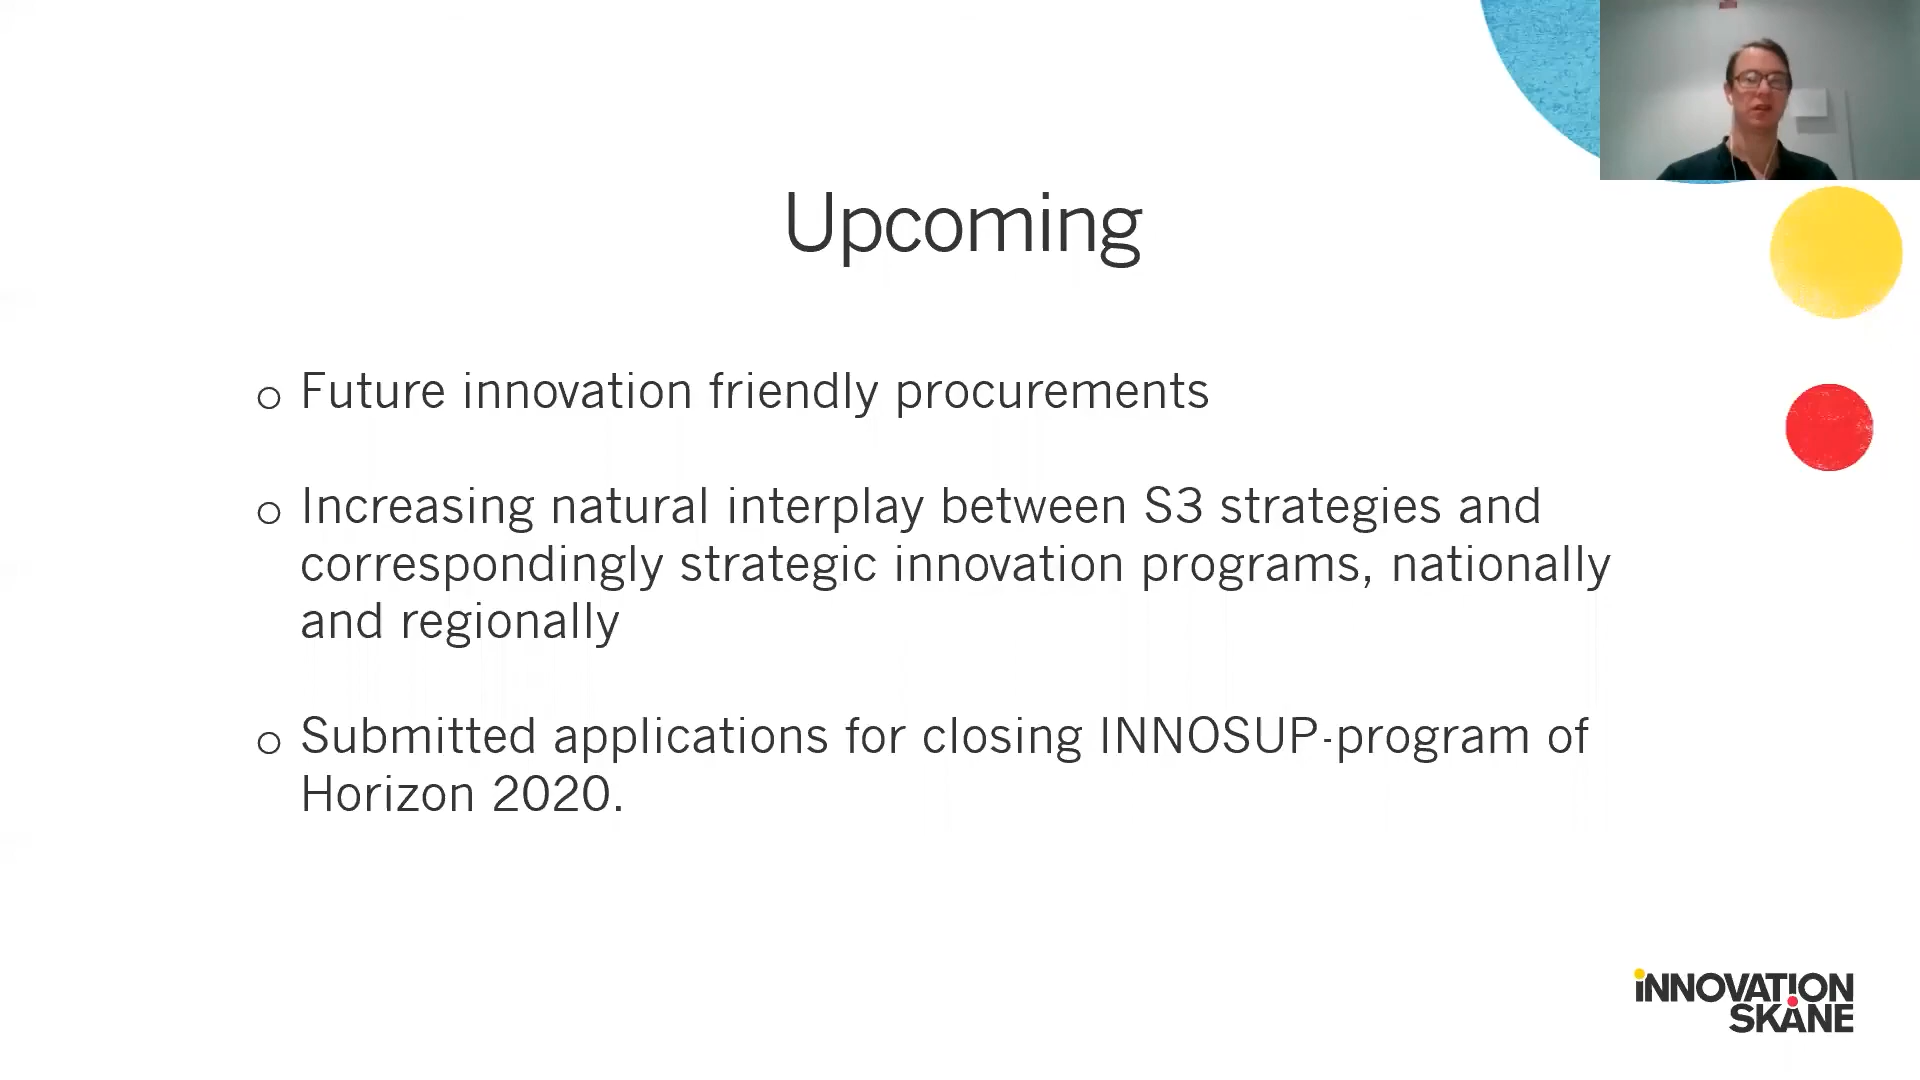 Upcoming
o Future innovation friendly procurements
o Increasing natural interplay between S3 strategies and
correspondingly strategic innovation programs, nationally
and regionally
o Submitted applications for closing INNOSUP-program of
Horizon 2020.
iNNOVATION
SKÅNE